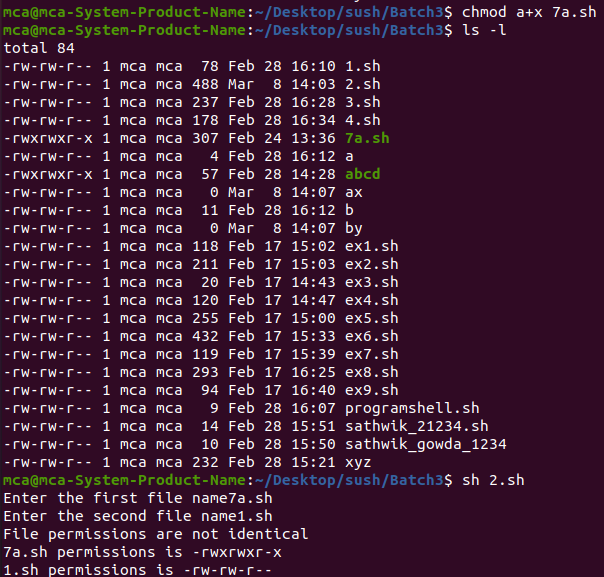 mca@mca-System-Product-Name:~/Desktop/sush/Batch3$ chmod a+x 7a.sh
mca@mca-System-Product-Name:~/Desktop/sush/Batch3$ ls -l
total 84
-rw-rw-r-- 1 mca mca  78 Feb 28 16:10 1.sh
-rw-rw-r-- 1 mca mca 488 Mar  8 14:03 2.sh
-rw-rw-r-- 1 mca mca 237 Feb 28 16:28 3.sh
-rw-rw-r-- 1 mca mca 178 Feb 28 16:34 4.sh
-rwxrwxr-x 1 mca mca 307 Feb 24 13:36 7a.sh
-rw-rw-r-- 1 mca mca   4 Feb 28 16:12 a
-rwxrwxr-x 1 mca mca  57 Feb 28 14:28 abcd
-rw-rw-r-- 1 mca mca   0 Mar  8 14:07 ax
-rw-rw-r-- 1 mca mca  11 Feb 28 16:12 b
-rw-rw-r-- 1 mca mca   0 Mar  8 14:07 by
-rw-rw-r-- 1 mca mca 118 Feb 17 15:02 ex1.sh
-rw-rw-r-- 1 mca mca 211 Feb 17 15:03 ex2.sh
-rw-rw-r-- 1 mca mca  20 Feb 17 14:43 ex3.sh
-rw-rw-r-- 1 mca mca 120 Feb 17 14:47 ex4.sh
-rw-rw-r-- 1 mca mca 255 Feb 17 15:00 ex5.sh
-rw-rw-r-- 1 mca mca 432 Feb 17 15:33 ex6.sh
-rw-rw-r-- 1 mca mca 119 Feb 17 15:39 ex7.sh
-rw-rw-r-- 1 mca mca 293 Feb 17 16:25 ex8.sh
-rw-rw-r-- 1 mca mca  94 Feb 17 16:40 ex9.sh
-rw-rw-r-- 1 mca mca   9 Feb 28 16:07 programshell.sh
-rw-rw-r-- 1 mca mca  14 Feb 28 15:51 sathwik_21234.sh
-rw-rw-r-- 1 mca mca  10 Feb 28 15:50 sathwik_gowda_1234
-rw-rw-r-- 1 mca mca 232 Feb 28 15:21 xyz
mca@mca-System-Product-Name:~/Desktop/sush/Batch3$ sh 2.sh
Enter the first file name7a.sh
Enter the second file name1.sh
File permissions are not identical
7a.sh permissions is -rwxrwxr-x
1.sh permissions is -rw-rw-r--